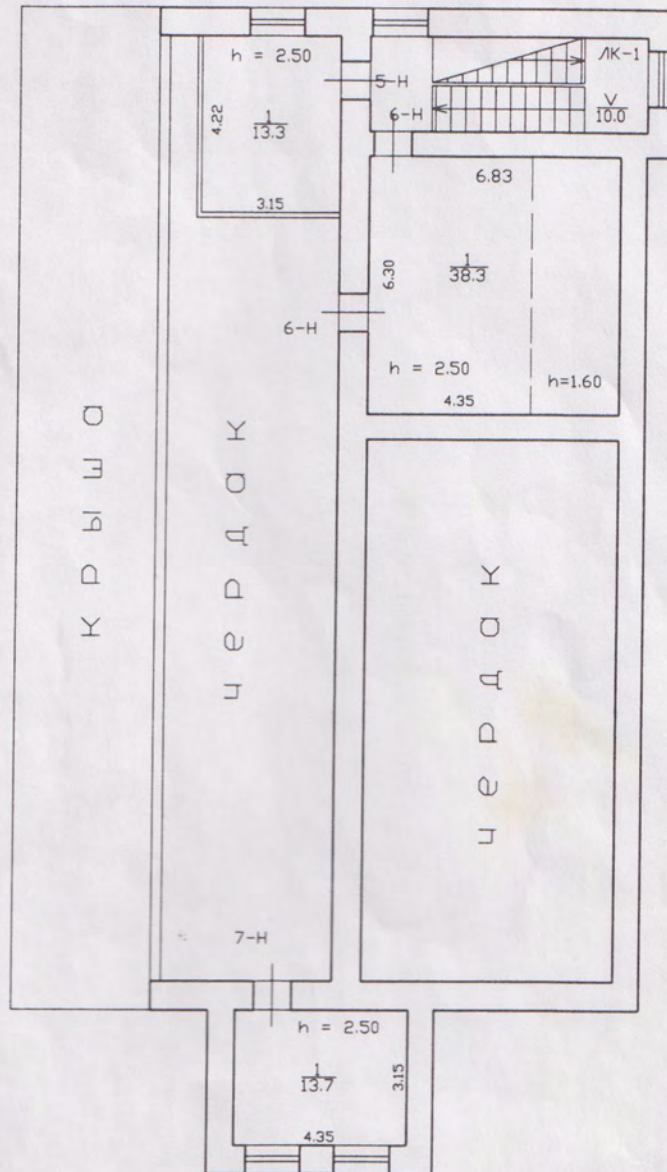 h = 2.50
ЛК-1
5-Н
4.22
1
13.3
6-Н
V
10.0
6.83
3.15
6.30
1
38.3
6-Н
h = 2.50
h=1.60
4.35
крыша
чердак
чердак
7-Н
h = 2.50
1
13.7
3.15
4.35